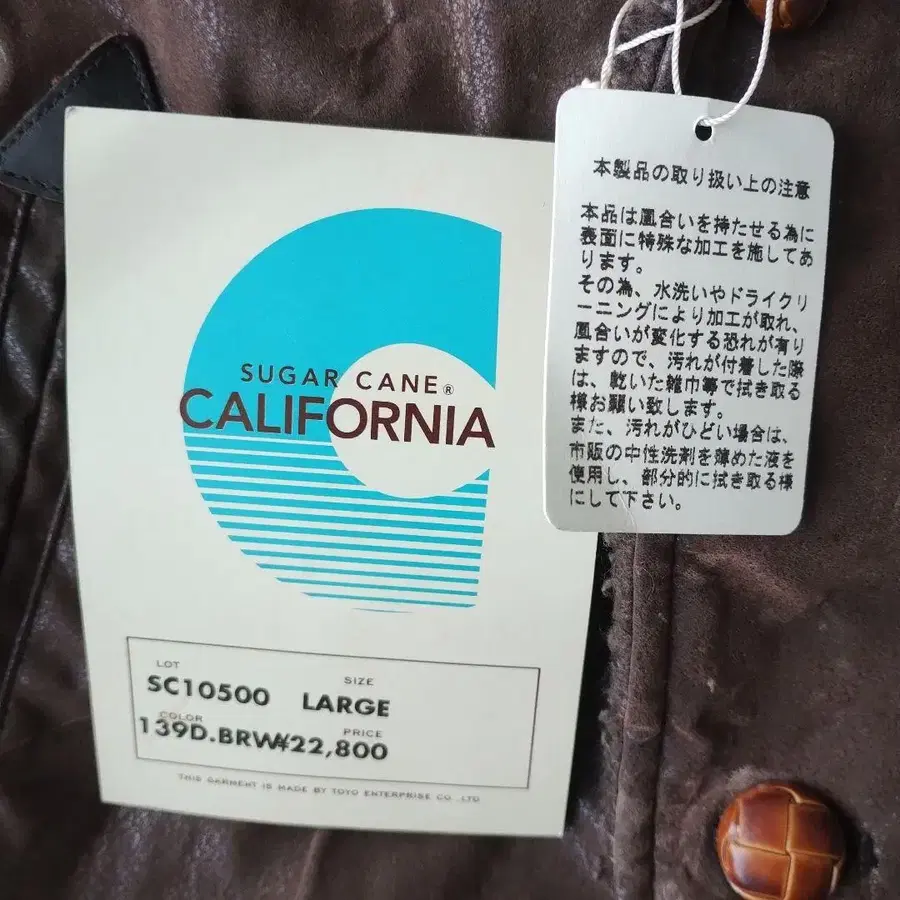 SUGAR CANE®
CALIFORNIA
LOT
SIZE
SC10500 LARGE
COLOR
PRICE
139D.BRW¥22,800
THIS GARMENT IS MADE BY TOYO ENTERPRISE CO .,LTD
本製品の取り扱い上の注意
本品は風合いを持たせる為に
表面に特殊な加工を施してあ
ります。
その為、水洗いやドライクリ
ーニングにより加工が取れ、
風合いが変化する恐れが有り
ますので、汚れが付着した際
は、乾いた雑巾等で拭き取る
様お願い致します。
また、汚れがひどい場合は、
市販の中性洗剤を薄めた液を
使用し、部分的に拭き取る様
にして下さい。